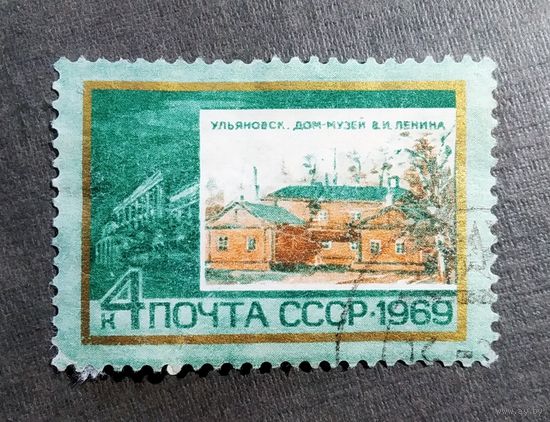 УЛЬЯНОВСК. ДОМ-МУЗЕЙ В.И. ЛЕНИНА
4К ПОЧТА СССР·1969